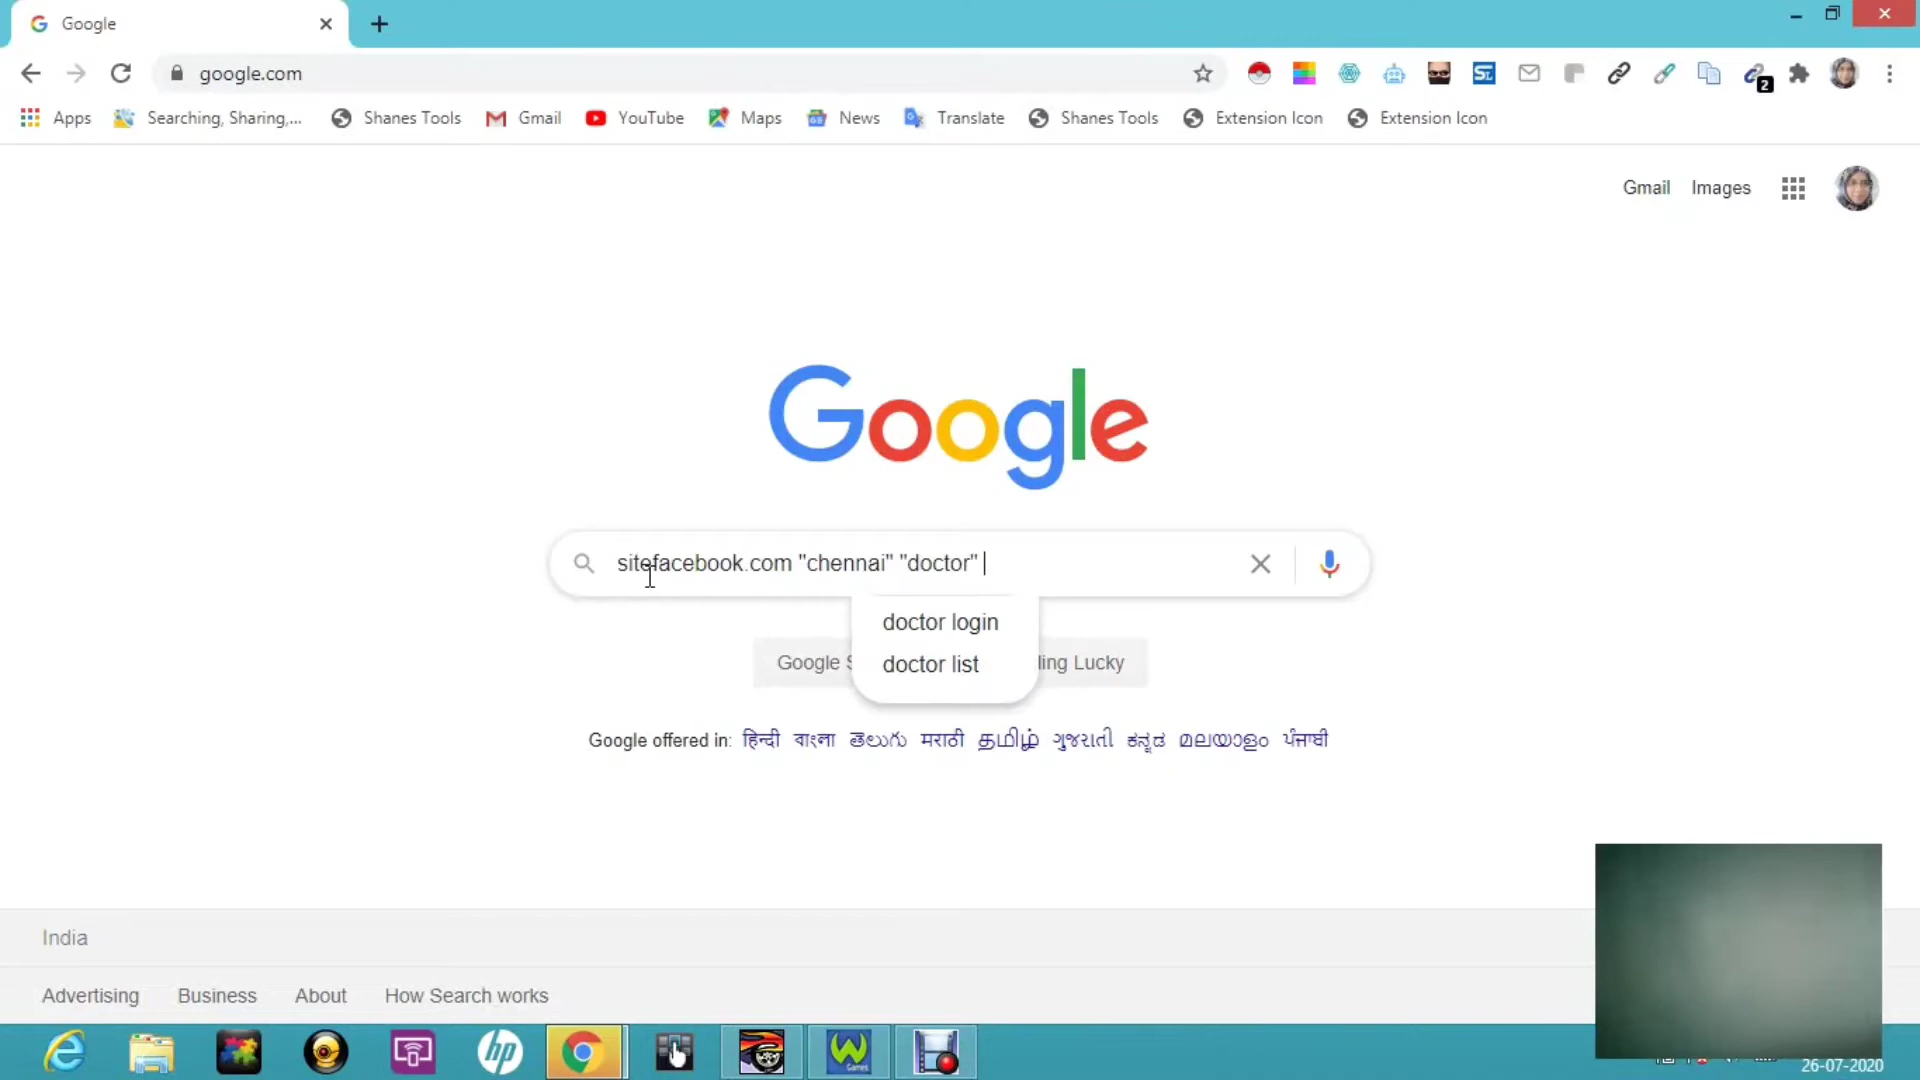 Google
google.com
2
Apps Searching, Sharing,... Shanes Tools Gmail YouTube Maps News Translate Shanes Tools Extension Icon Extension Icon
Gmail Images
Google
sitefacebook.com "chennai" "doctor"
doctor login
Google S ling Lucky
doctor list
Google offered in: हिन्दी বাংলা తెలుగు मराठी தமிழ் ગુજરાતી ಕನ್ನಡ മലയാളം ਪੰਜਾਬੀ
India
Advertising Business About How Search works
26-07-2020